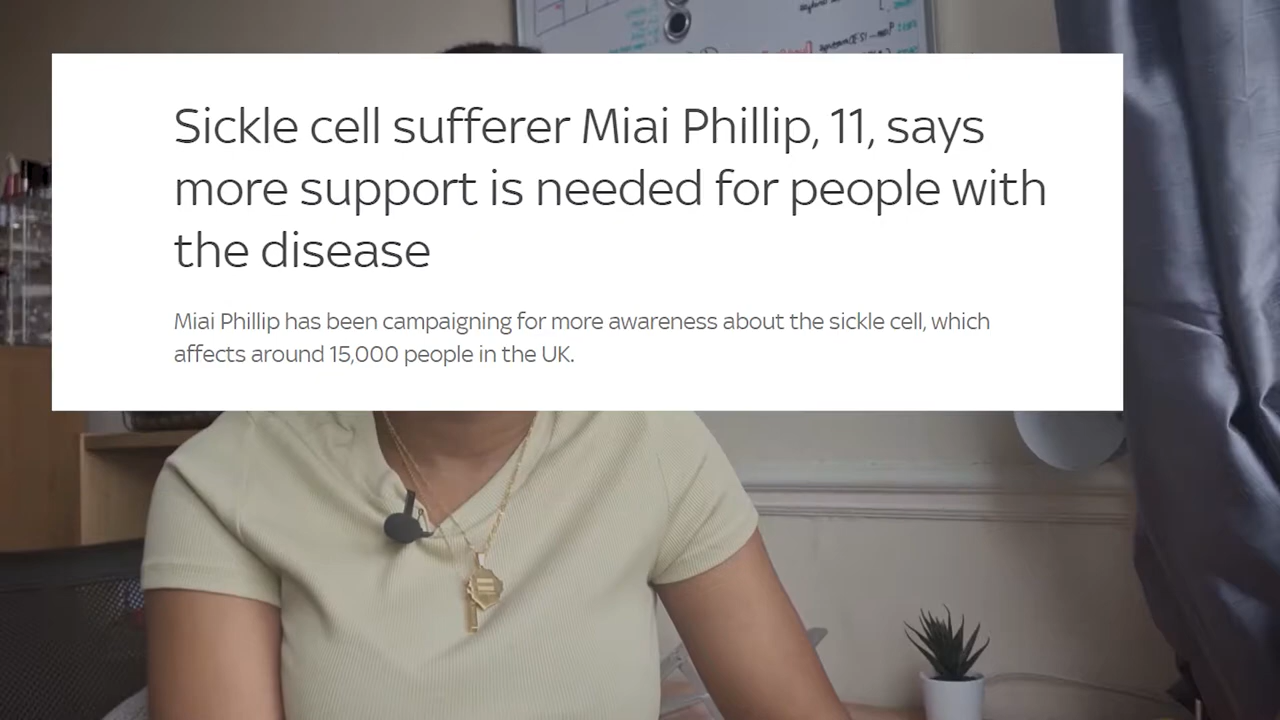 Sickle cell sufferer Miai Phillip, 11, says
more support is needed for people with
the disease
Miai Phillip has been campaigning for more awareness about the sickle cell, which
affects around 15,000 people in the UK.